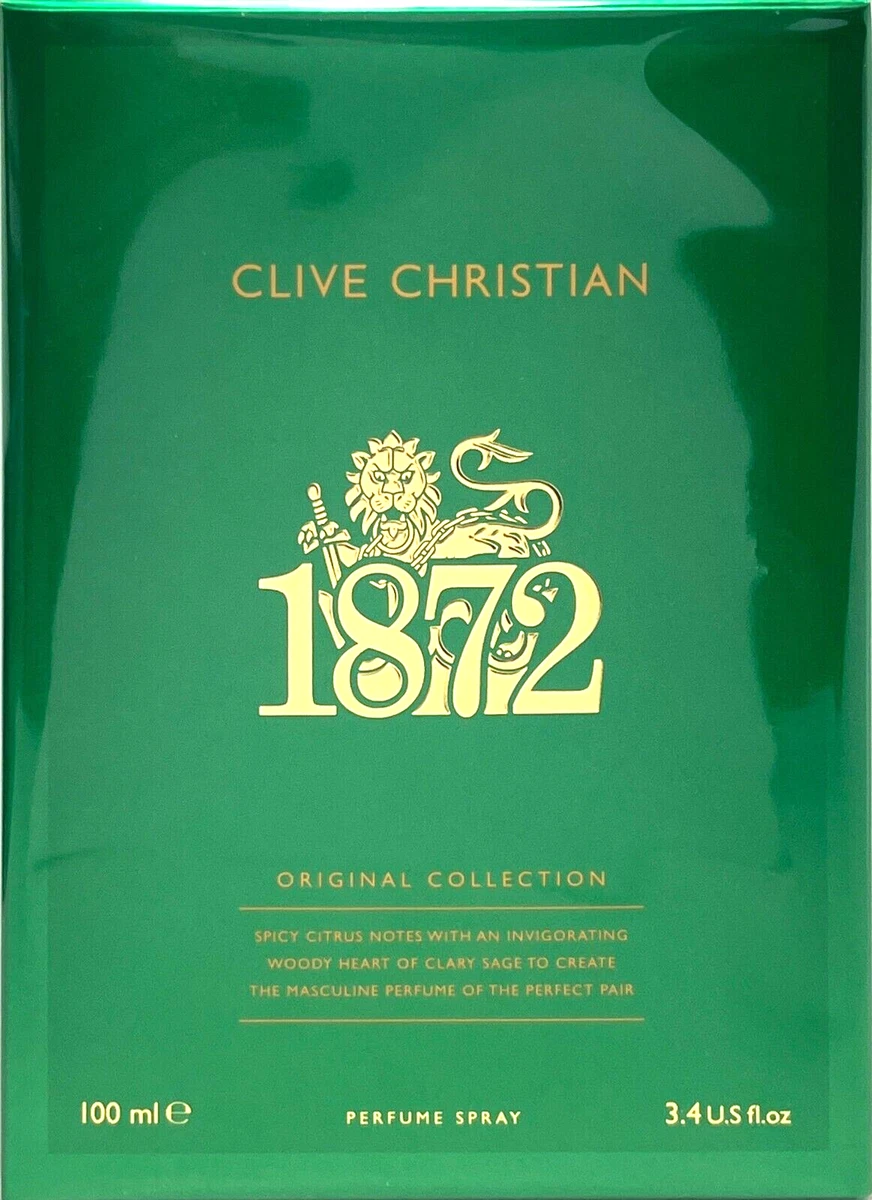 CLIVE CHRISTIAN
1872
ORIGINAL COLLECTION
SPICY CITRUS NOTES WITH AN INVIGORATING
WOODY HEART OF CLARY SAGE TO CREATE
THE MASCULINE PERFUME OF THE PERFECT PAIR
100 ml ℮ PERFUME SPRAY 3.4 U.S fl.oz